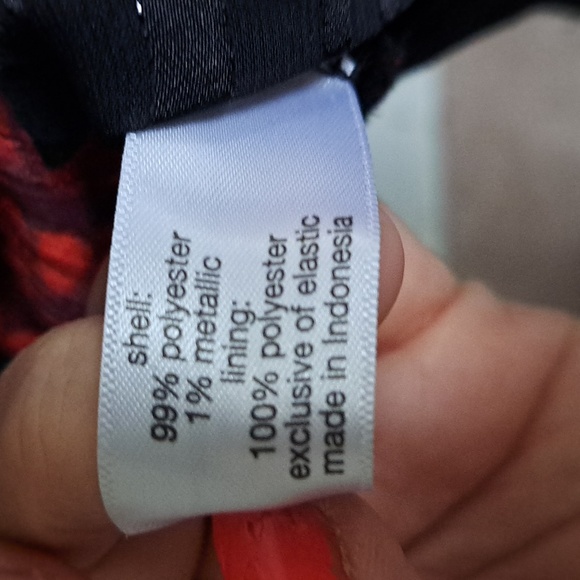 shell:
99% polyester
1% metallic
lining:
100% polyester
exclusive of elastic
made in Indonesia